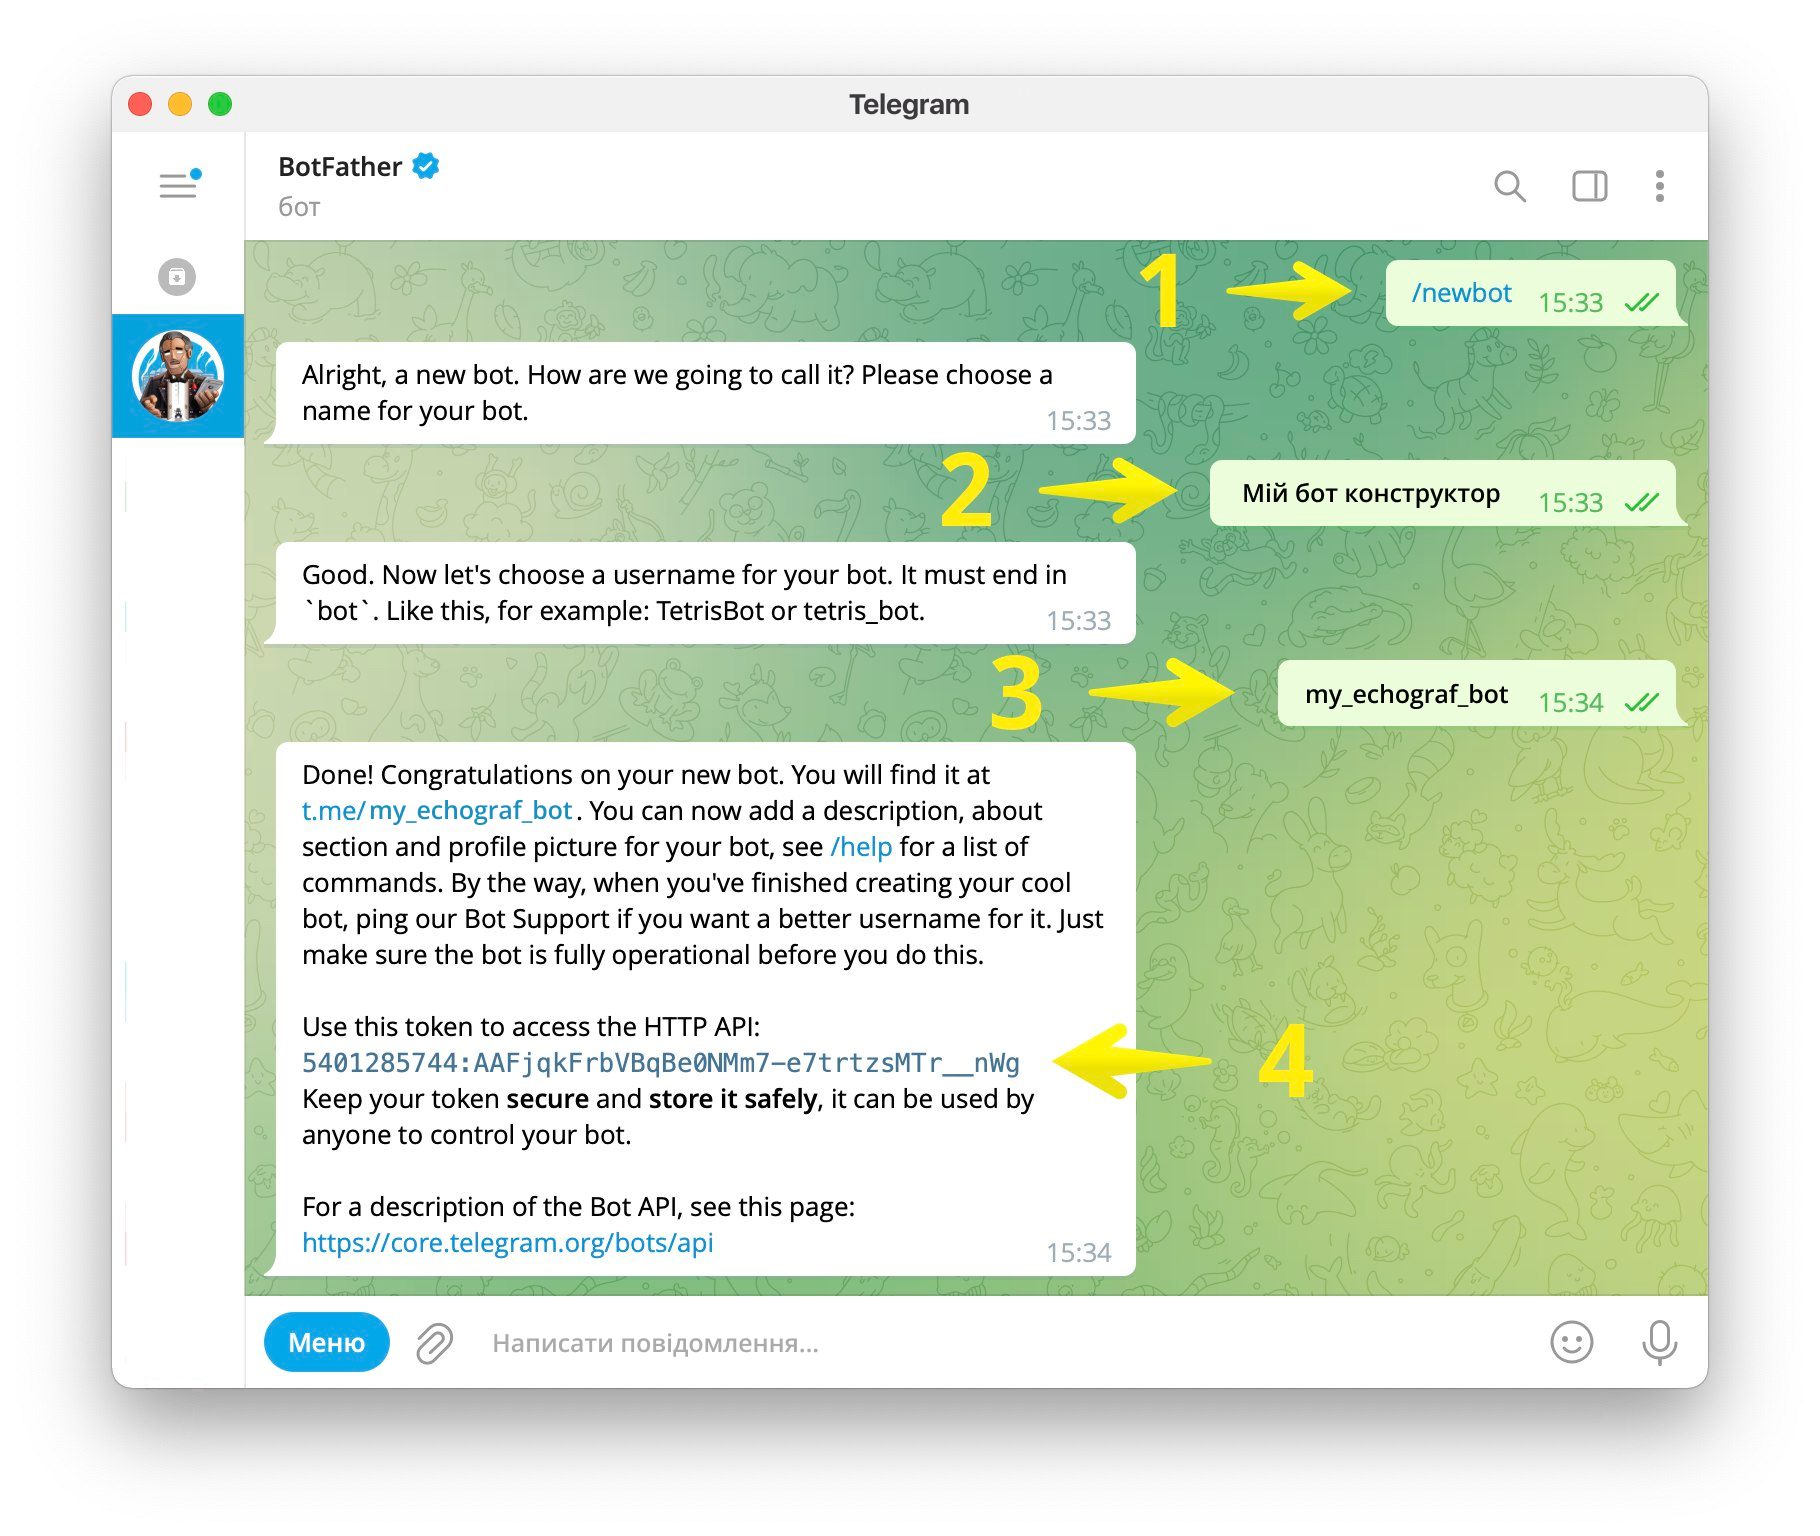 Telegram
BotFather
бот
1
/newbot 15:33
Alright, a new bot. How are we going to call it? Please choose a
name for your bot.
15:33
2
Мій бот конструктор 15:33
Good. Now let's choose a username for your bot. It must end in
`bot`. Like this, for example: TetrisBot or tetris_bot.
15:33
3
my_echograf_bot 15:34
Done! Congratulations on your new bot. You will find it at
t.me/my_echograf_bot. You can now add a description, about
section and profile picture for your bot, see /help for a list of
commands. By the way, when you've finished creating your cool
bot, ping our Bot Support if you want a better username for it. Just
make sure the bot is fully operational before you do this.
Use this token to access the HTTP API:
5401285744:AAFjqkFrbVBqBe0NMm7-e7trtzsMTr__nWg
4
Keep your token secure and store it safely, it can be used by
anyone to control your bot.
For a description of the Bot API, see this page:
https://core.telegram.org/bots/api
15:34
Меню
Написати повідомлення...